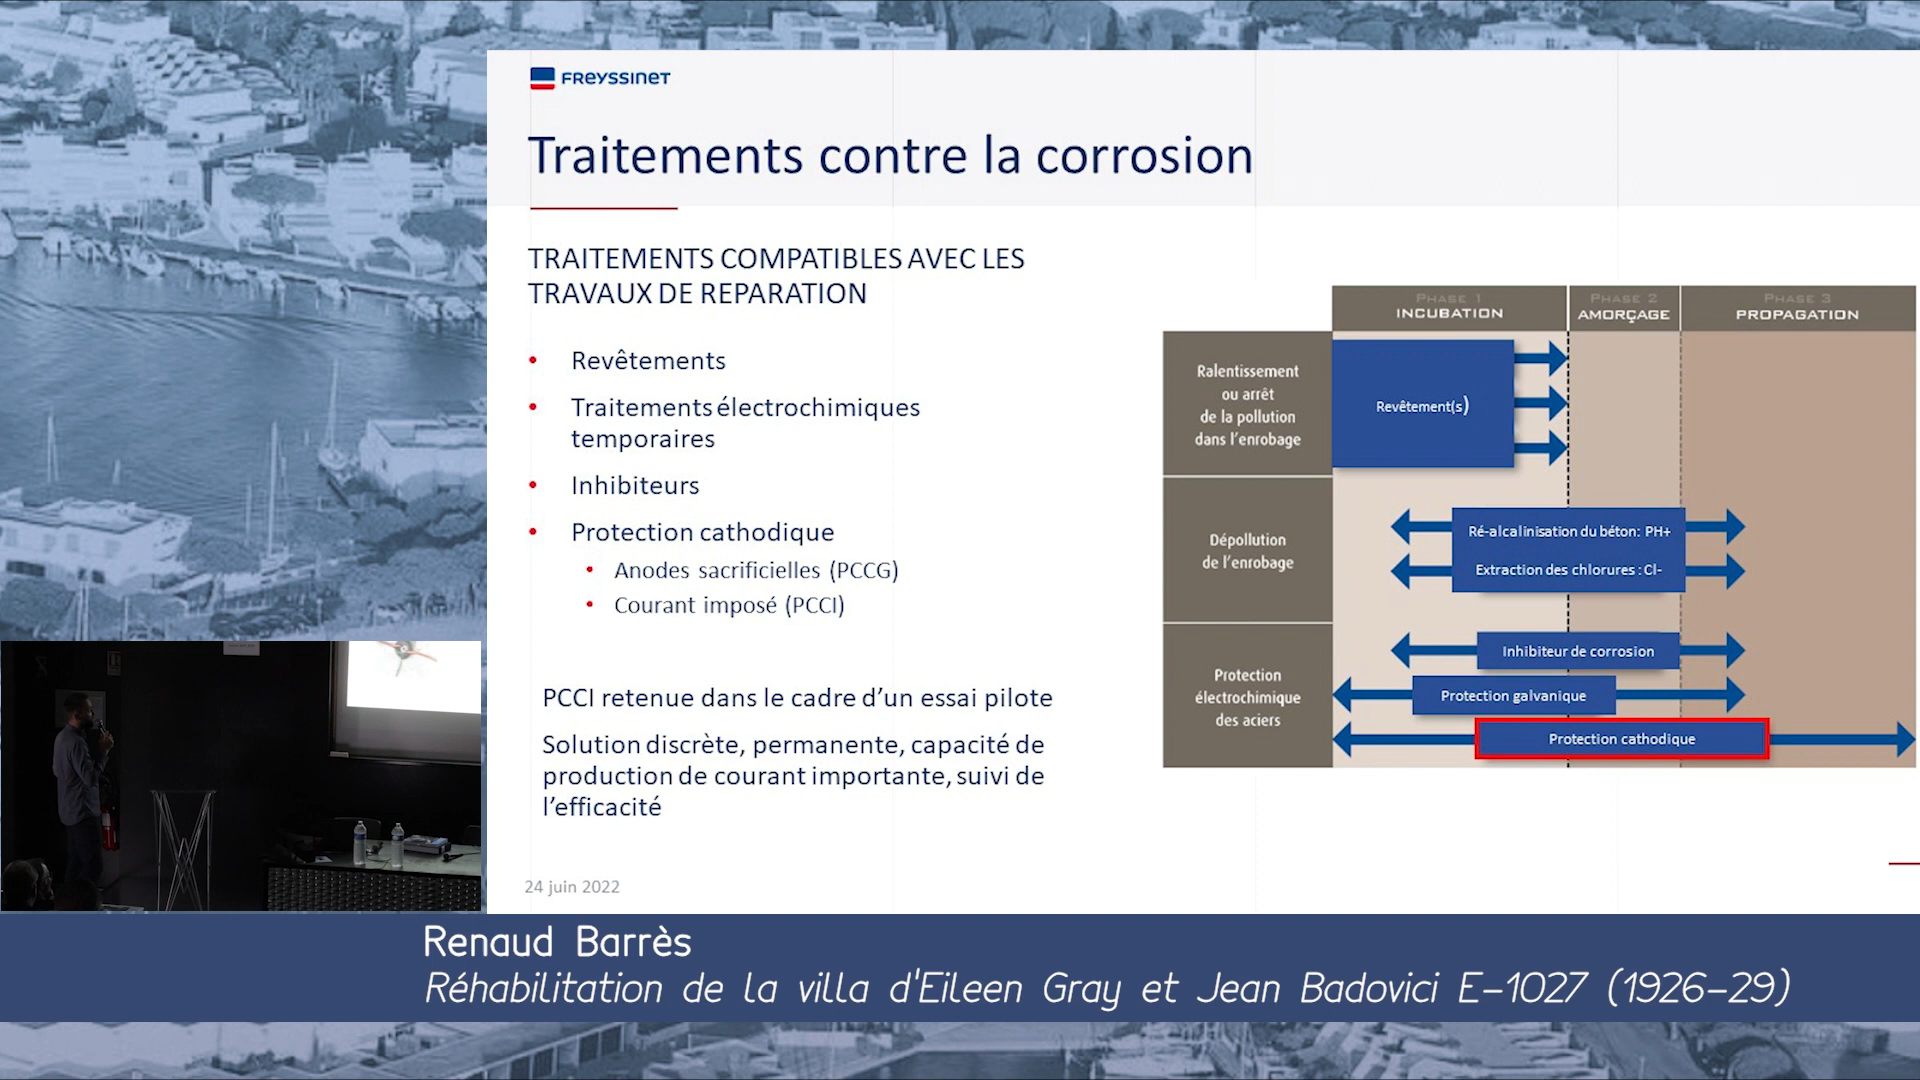 FREYSSINET
Traitements contre la corrosion
TRAITEMENTS COMPATIBLES AVEC LES
TRAVAUX DE REPARATION
• Revêtements
• Traitements électrochimiques
temporaires
• Inhibiteurs
• Protection cathodique
• Anodes sacrificielles (PCCG)
• Courant imposé (PCCI)
PCCI retenue dans le cadre d’un essai pilote
Solution discrète, permanente, capacité de
production de courant importante, suivi de
l’efficacité
24 juin 2022
PHASE 1
INCUBATION
PHASE 2
AMORÇAGE
PHASE 3
PROPAGATION
Ralentissement
ou arrêt
de la pollution
dans l’enrobage
Revêtement(s)
Dépollution
de l’enrobage
Ré-alcalinisation du béton: PH+
Extraction des chlorures : Cl-
Protection
électrochimique
des aciers
Inhibiteur de corrosion
Protection galvanique
Protection cathodique
Renaud Barrès
Réhabilitation de la villa d'Eileen Gray et Jean Badovici E-1027 (1926-29)